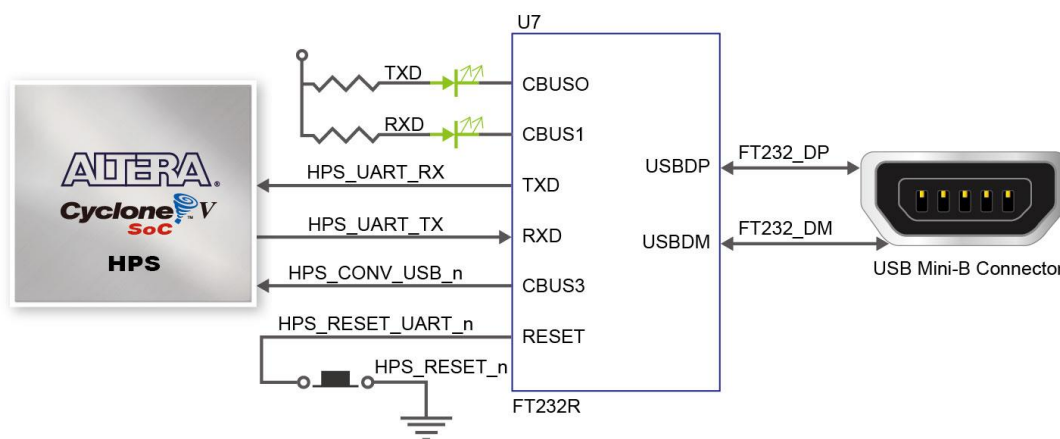 U7
TXD
CBUSO
RXD
CBUS1
ALTERA®
Cyclone V
SoC
HPS
HPS_UART_RX
TXD
HPS_UART_TX
RXD
HPS_CONV_USB_n
CBUS3
HPS_RESET_UART_n
RESET
HPS_RESET_n
FT232R
USBDP
FT232_DP
USBDM
FT232_DM
USB Mini-B Connector